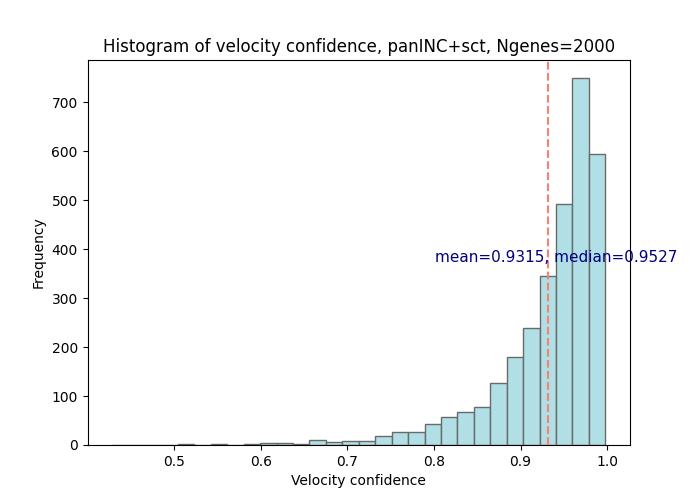 Histogram of velocity confidence, panINC+sct, Ngenes=2000
700
600
500
400
300
200
100
0
Frequency
mean=0.9315, median=0.9527
0.5 0.6 0.7 0.8 0.9 1.0
Velocity confidence